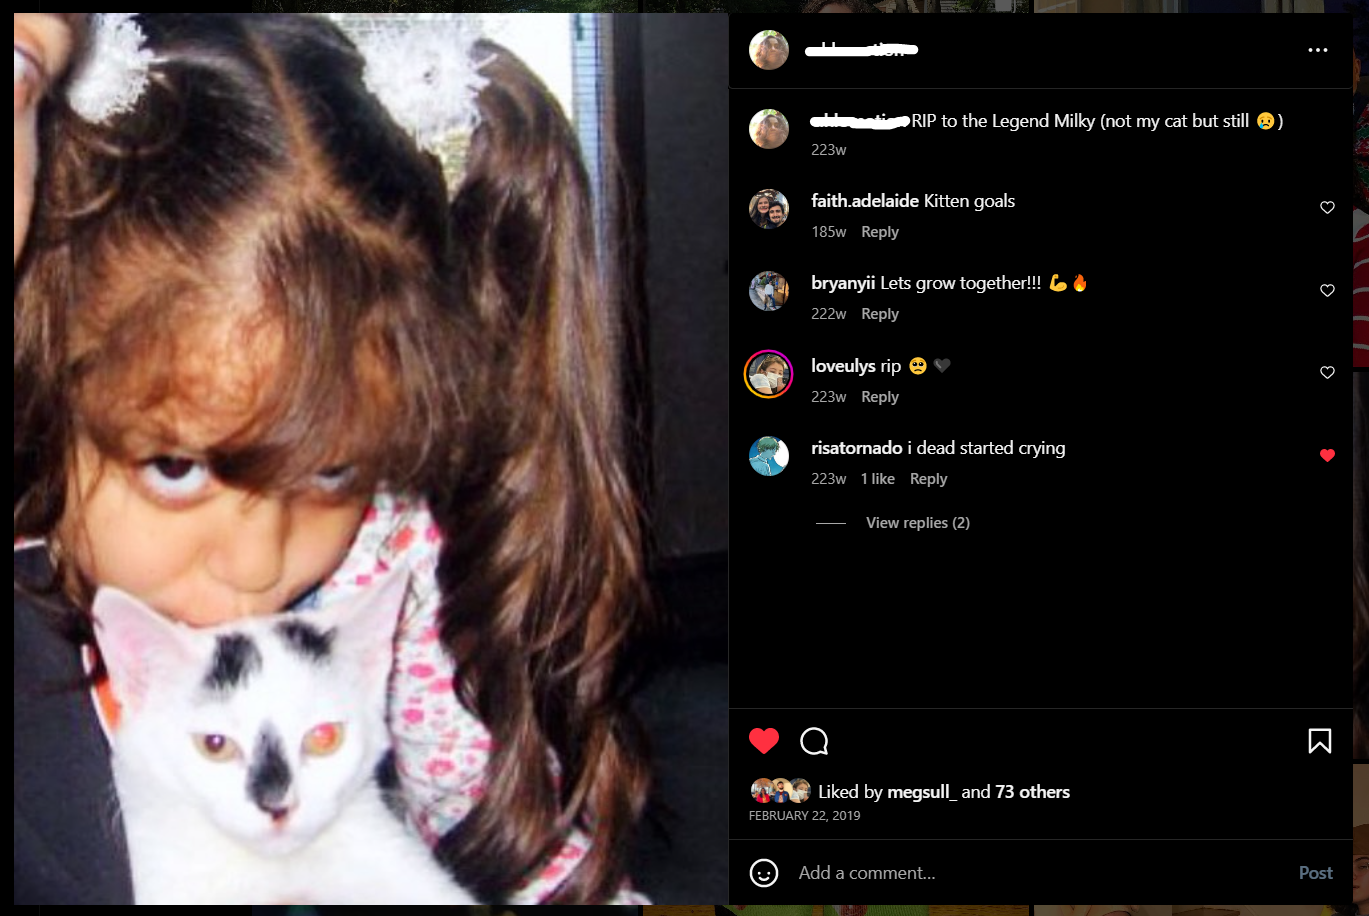 RIP to the Legend Milky (not my cat but still 😥)
223w
faith.adelaide Kitten goals
185w Reply
bryanyii Lets grow together!!! 💪🔥
222w Reply
loveulys rip 🥺🖤
223w Reply
risatornado i dead started crying
223w 1 like Reply
View replies (2)
Liked by megsull_ and 73 others
FEBRUARY 22, 2019
Add a comment... Post